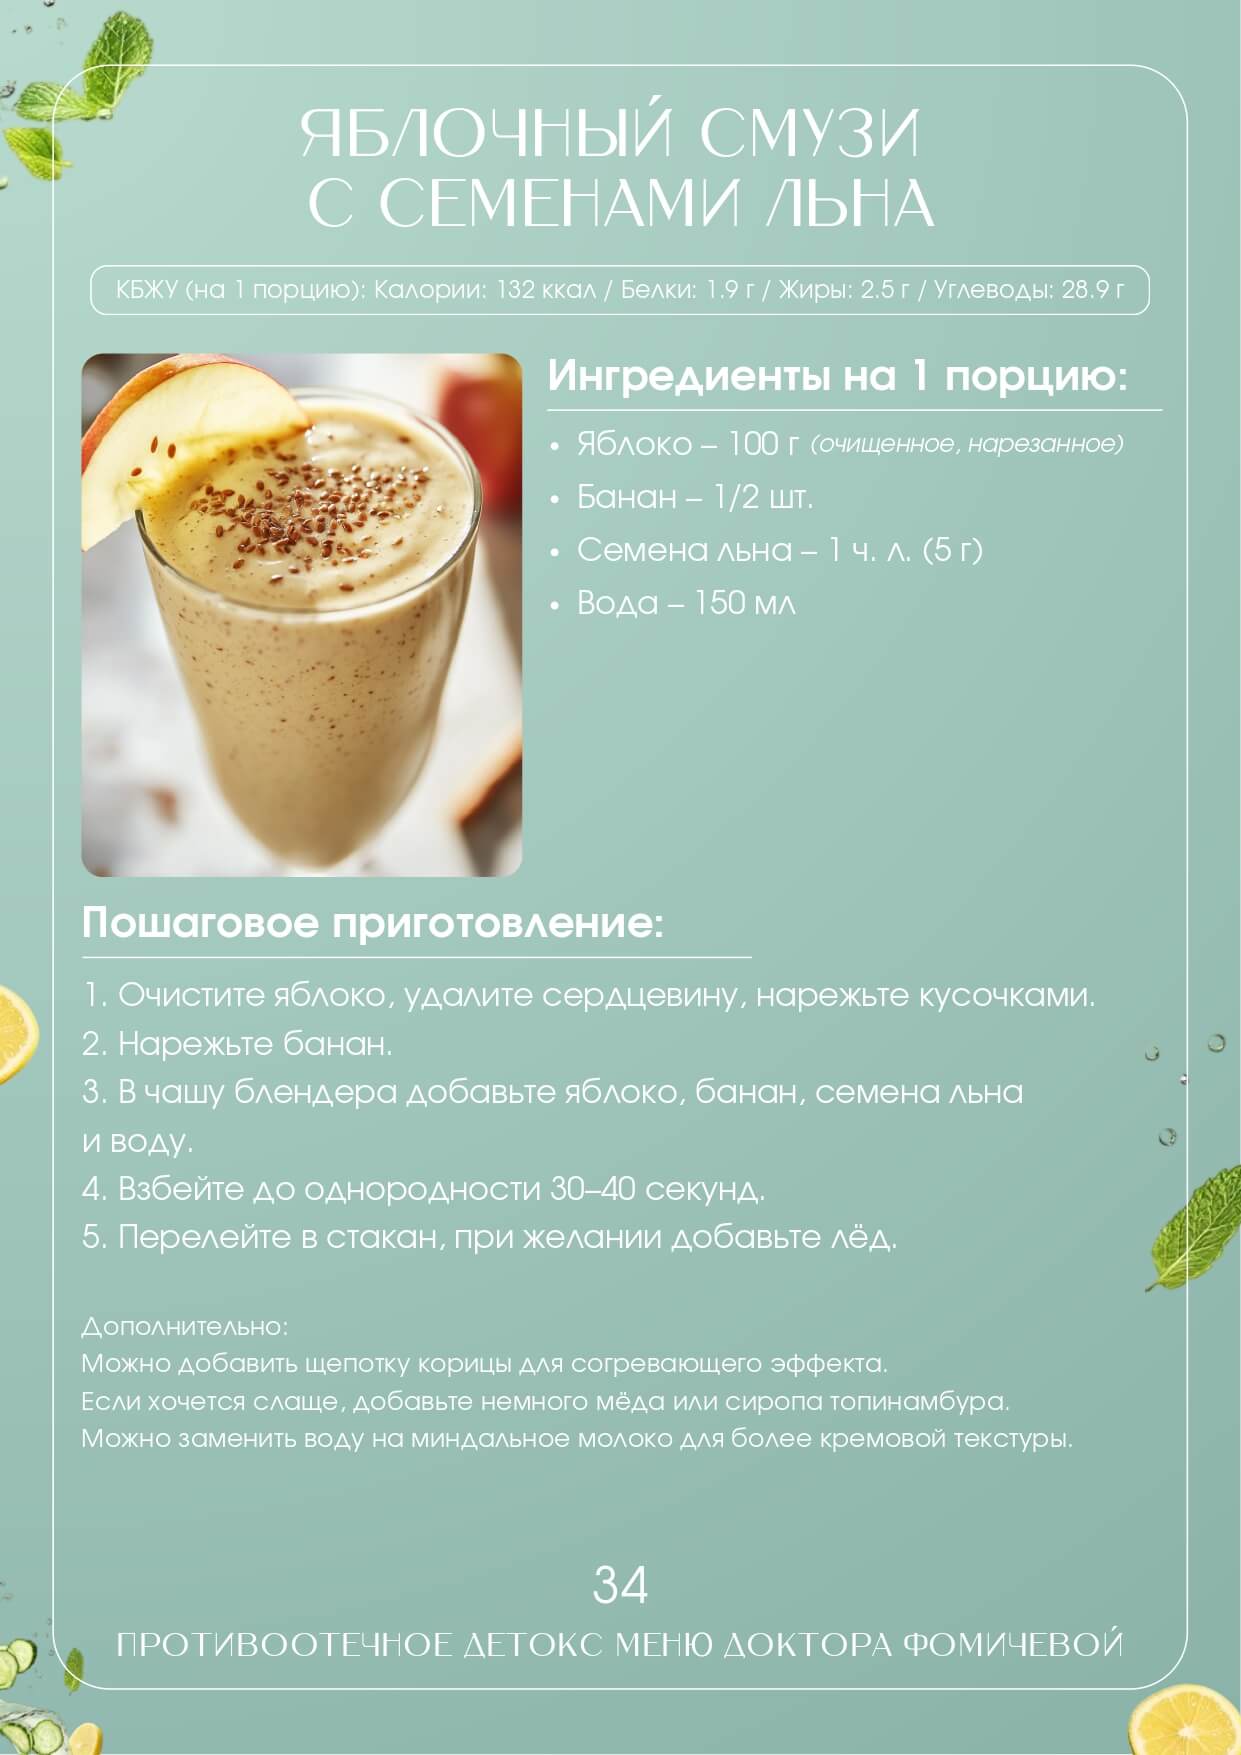 ЯБЛОЧНЫЙ СМУЗИ
С СЕМЕНАМИ ЛЬНА
КБЖУ (на 1 порцию): Калории: 132 ккал / Белки: 1.9 г / Жиры: 2.5 г / Углеводы: 28.9 г
Ингредиенты на 1 порцию:
• Яблоко – 100 г (очищенное, нарезанное)
• Банан – 1/2 шт.
• Семена льна – 1 ч. л. (5 г)
• Вода – 150 мл
Пошаговое приготовление:
1. Очистите яблоко, удалите сердцевину, нарежьте кусочками.
2. Нарежьте банан.
3. В чашу блендера добавьте яблоко, банан, семена льна
и воду.
4. Взбейте до однородности 30–40 секунд.
5. Перелейте в стакан, при желании добавьте лёд.
Дополнительно:
Можно добавить щепотку корицы для согревающего эффекта.
Если хочется слаще, добавьте немного мёда или сиропа топинамбура.
Можно заменить воду на миндальное молоко для более кремовой текстуры.
34
ПРОТИВООТЕЧНОЕ ДЕТОКС МЕНЮ ДОКТОРА ФОМИЧЕВОЙ